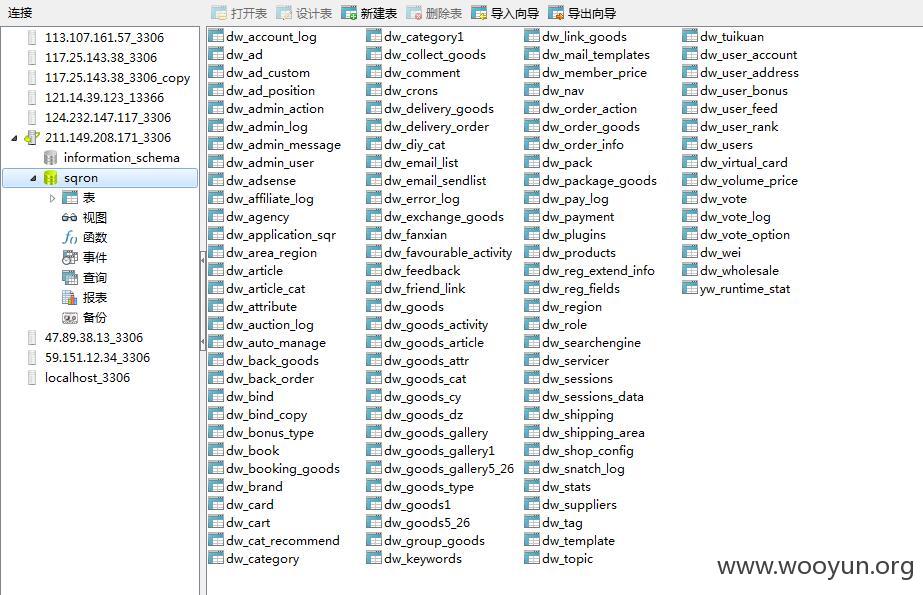 连接
打开表 设计表 新建表 删除表 导入向导 导出向导
113.107.161.57_3306
117.25.143.38_3306
117.25.143.38_3306_copy
121.14.39.123_13366
124.232.147.117_3306
211.149.208.171_3306
information_schema
sqron
表
视图
函数
事件
查询
报表
备份
47.89.38.13_3306
59.151.12.34_3306
localhost_3306
dw_account_log
dw_ad
dw_ad_custom
dw_ad_position
dw_admin_action
dw_admin_log
dw_admin_message
dw_admin_user
dw_adsense
dw_affiliate_log
dw_agency
dw_application_sqr
dw_area_region
dw_article
dw_article_cat
dw_attribute
dw_auction_log
dw_auto_manage
dw_back_goods
dw_back_order
dw_bind
dw_bind_copy
dw_bonus_type
dw_book
dw_booking_goods
dw_brand
dw_card
dw_cart
dw_cat_recommend
dw_category
dw_category1
dw_collect_goods
dw_comment
dw_crons
dw_delivery_goods
dw_delivery_order
dw_diy_cat
dw_email_list
dw_email_sendlist
dw_error_log
dw_exchange_goods
dw_fanxian
dw_favourable_activity
dw_feedback
dw_friend_link
dw_goods
dw_goods_activity
dw_goods_article
dw_goods_attr
dw_goods_cat
dw_goods_cy
dw_goods_dz
dw_goods_gallery
dw_goods_gallery1
dw_goods_gallery5_26
dw_goods_type
dw_goods1
dw_goods5_26
dw_group_goods
dw_keywords
dw_link_goods
dw_mail_templates
dw_member_price
dw_nav
dw_order_action
dw_order_goods
dw_order_info
dw_pack
dw_package_goods
dw_pay_log
dw_payment
dw_plugins
dw_products
dw_reg_extend_info
dw_reg_fields
dw_region
dw_role
dw_searchengine
dw_servicer
dw_sessions
dw_sessions_data
dw_shipping
dw_shipping_area
dw_shop_config
dw_snatch_log
dw_stats
dw_suppliers
dw_tag
dw_template
dw_topic
dw_tuikuan
dw_user_account
dw_user_address
dw_user_bonus
dw_user_feed
dw_user_rank
dw_users
dw_virtual_card
dw_volume_price
dw_vote
dw_vote_log
dw_vote_option
dw_wei
dw_wholesale
yw_runtime_stat
www.wooyun.org